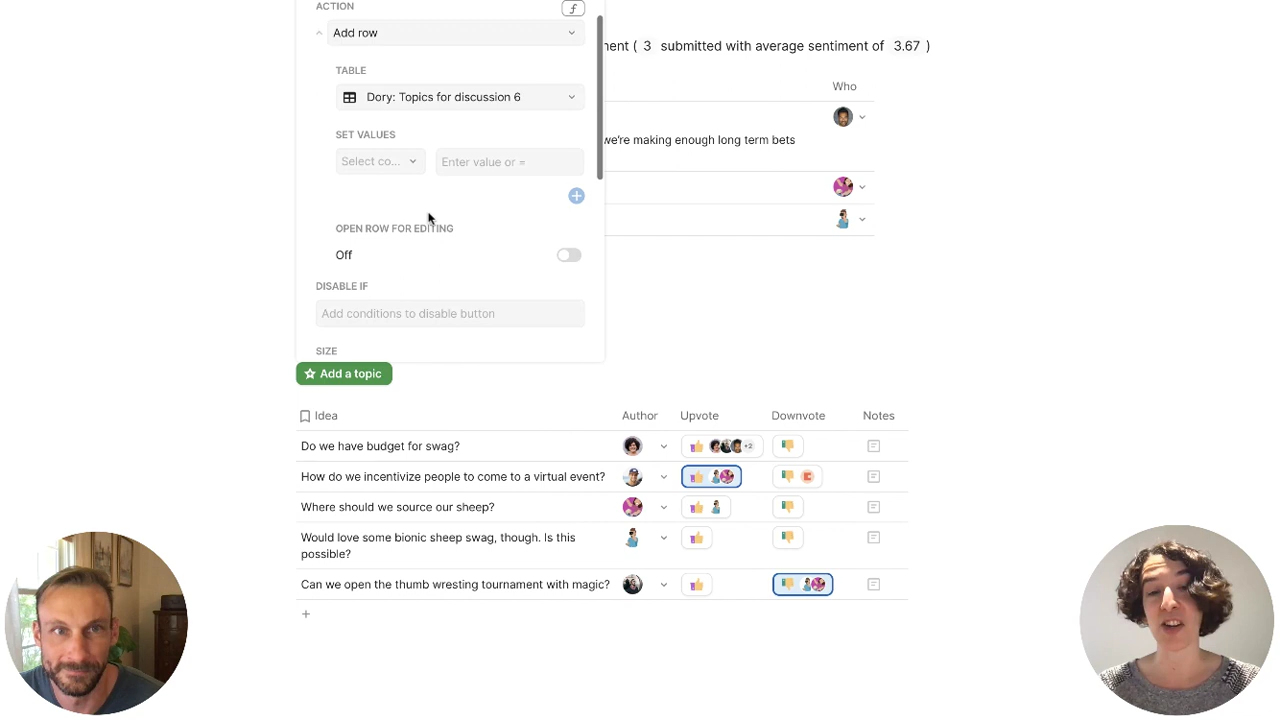 ACTION
Add row
ment ( 3 submitted with average sentiment of 3.67 )
TABLE
Who
Dory: Topics for discussion 6
SET VALUES
we're making enough long term bets
Select co...
Enter value or =
OPEN ROW FOR EDITING
Off
DISABLE IF
Add conditions to disable button
SIZE
Add a topic
Idea Author Upvote Downvote Notes
Do we have budget for swag? +2
How do we incentivize people to come to a virtual event?
Where should we source our sheep?
Would love some bionic sheep swag, though. Is this
possible?
Can we open the thumb wresting tournament with magic?